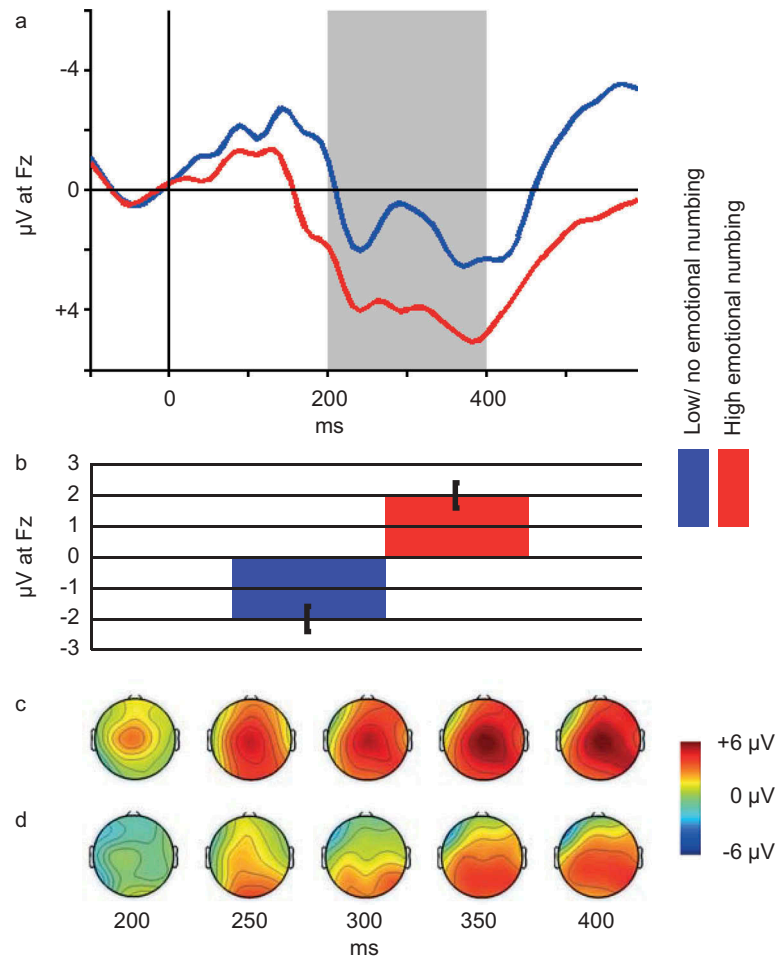 a
-4
0
+4
µV at Fz
0
200
400
ms
Low/ no emotional numbing
High emotional numbing
b
3
2
1
0
-1
-2
-3
µV at Fz
c
d
200
250
300
350
400
ms
+6 µV
0 µV
-6 µV